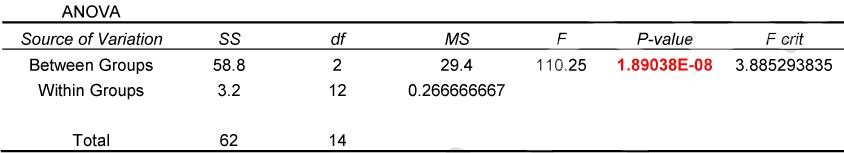 ANOVA
Source of Variation SS df MS F P-value F crit
Between Groups 58.8 2 29.4 110.25 1.89038E-08 3.885293835
Within Groups 3.2 12 0.266666667
Total 62 14